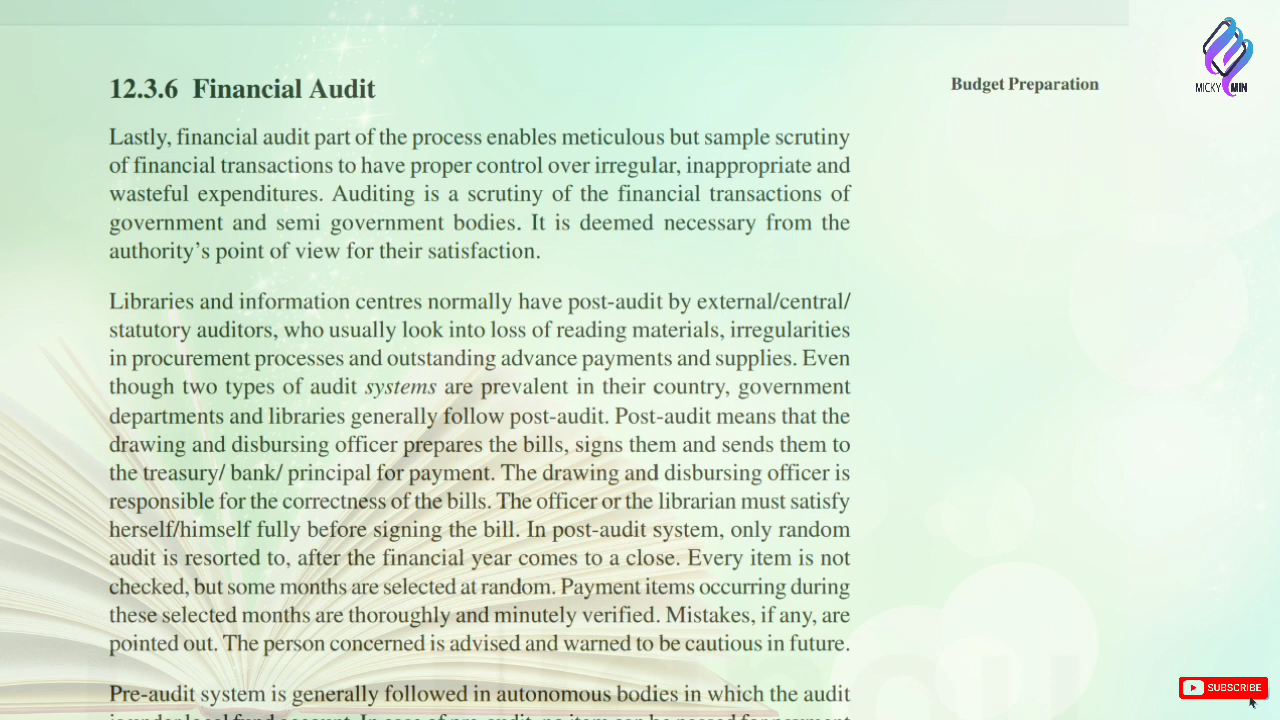 12.3.6 Financial Audit
Budget Preparation
MICKY MIN
Lastly, financial audit part of the process enables meticulous but sample scrutiny
of financial transactions to have proper control over irregular, inappropriate and
wasteful expenditures. Auditing is a scrutiny of the financial transactions of
government and semi government bodies. It is deemed necessary from the
authority's point of view for their satisfaction.
Libraries and information centres normally have post-audit by external/central/
statutory auditors, who usually look into loss of reading materials, irregularities
in procurement processes and outstanding advance payments and supplies. Even
though two types of audit systems are prevalent in their country, government
departments and libraries generally follow post-audit. Post-audit means that the
drawing and disbursing officer prepares the bills, signs them and sends them to
the treasury/ bank/ principal for payment. The drawing and disbursing officer is
responsible for the correctness of the bills. The officer or the librarian must satisfy
herself/himself fully before signing the bill. In post-audit system, only random
audit is resorted to, after the financial year comes to a close. Every item is not
checked, but some months are selected at random. Payment items occurring during
these selected months are thoroughly and minutely verified. Mistakes, if any, are
pointed out. The person concerned is advised and warned to be cautious in future.
Pre-audit system is generally followed in autonomous bodies in which the audit
SUBSCRIBE